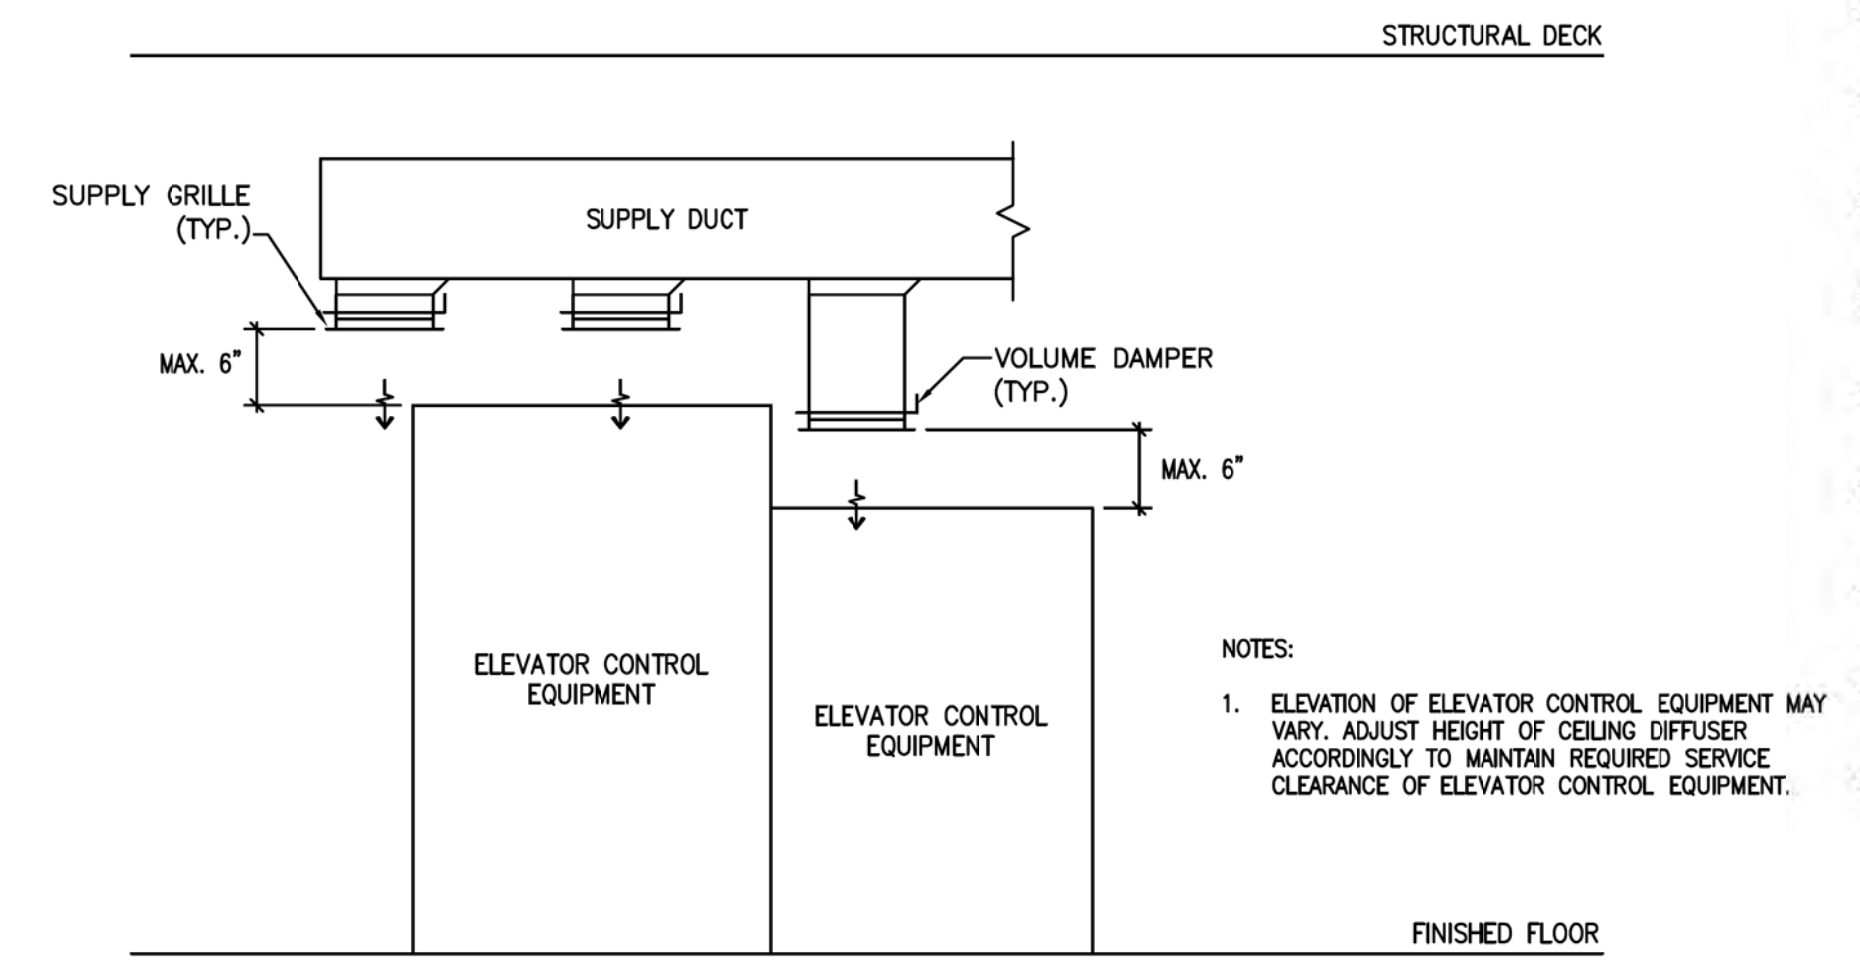 STRUCTURAL DECK
SUPPLY GRILLE
(TYP.)
SUPPLY DUCT
MAX. 6"
VOLUME DAMPER
(TYP.)
MAX. 6"
ELEVATOR CONTROL
EQUIPMENT
ELEVATOR CONTROL
EQUIPMENT
NOTES:
1. ELEVATION OF ELEVATOR CONTROL EQUIPMENT MAY
VARY. ADJUST HEIGHT OF CEILING DIFFUSER
ACCORDINGLY TO MAINTAIN REQUIRED SERVICE
CLEARANCE OF ELEVATOR CONTROL EQUIPMENT.
FINISHED FLOOR